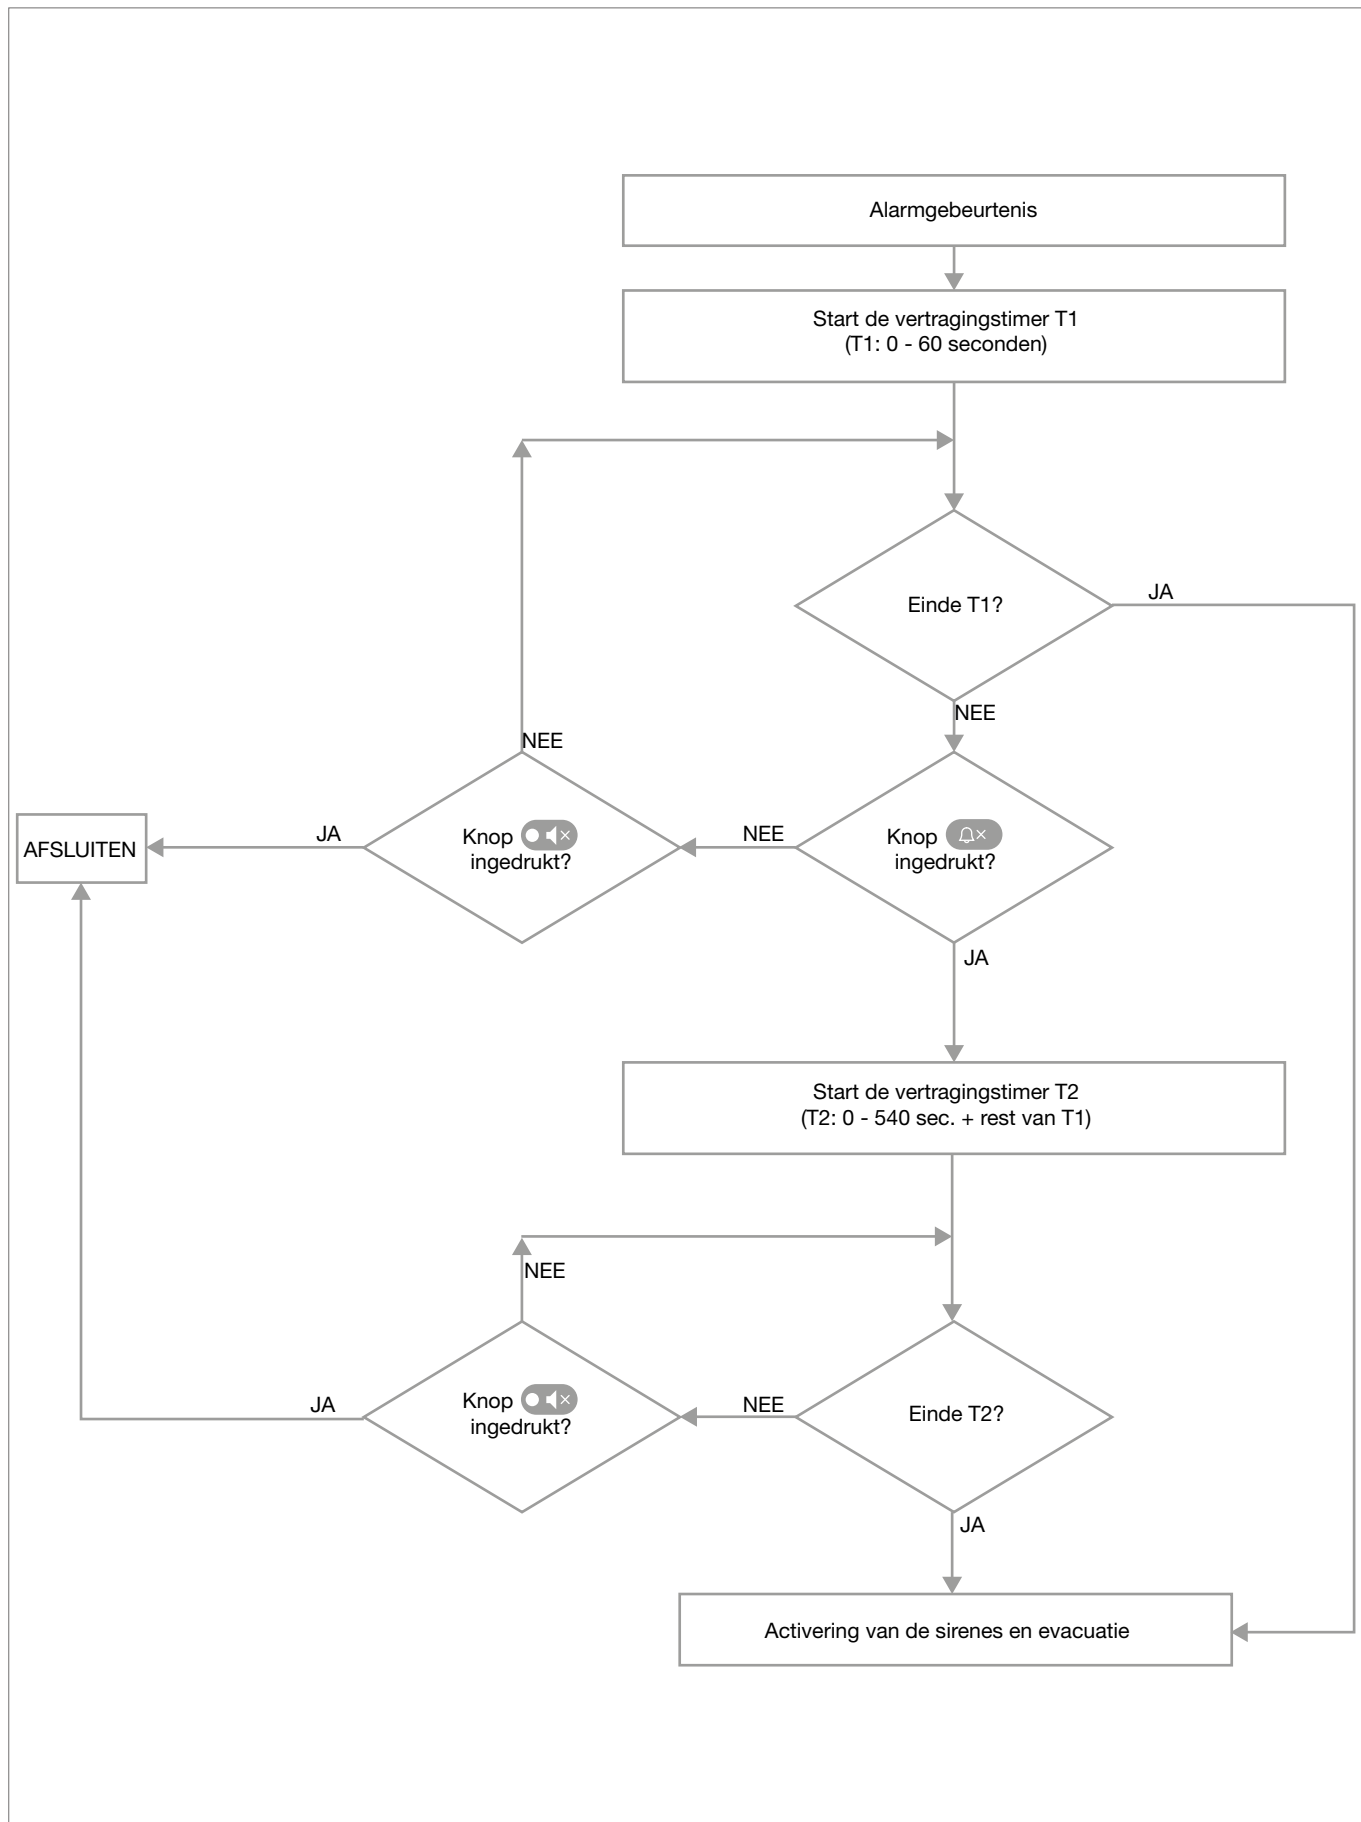 Alarmgebeurtenis
Start de vertragingstimer T1
(T1: 0 - 60 seconden)
Einde T1?
JA
NEE
NEE
Knop
ingedrukt?
NEE
Knop
ingedrukt?
JA
AFSLUITEN
JA
Start de vertragingstimer T2
(T2: 0 - 540 sec. + rest van T1)
NEE
Knop
ingedrukt?
JA
NEE
Einde T2?
JA
Activering van de sirenes en evacuatie